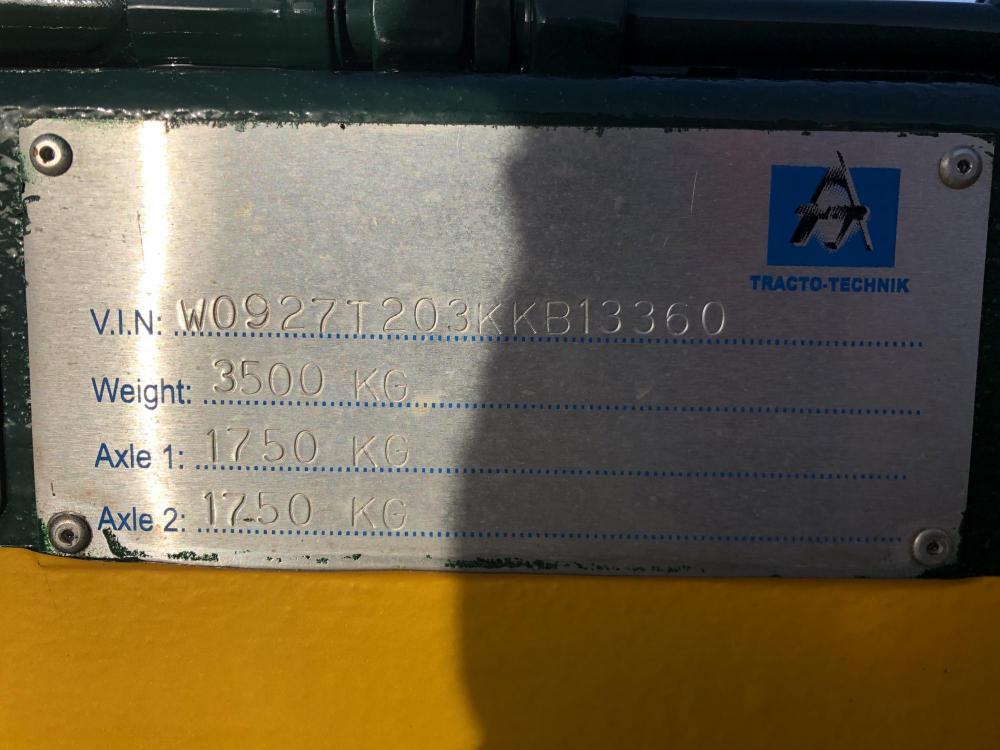 TRACTO-TECHNIK
V.I.N: W0927T203KKB13360
Weight: 3500 KG
Axle 1: 1750 KG
Axle 2: 1750 KG